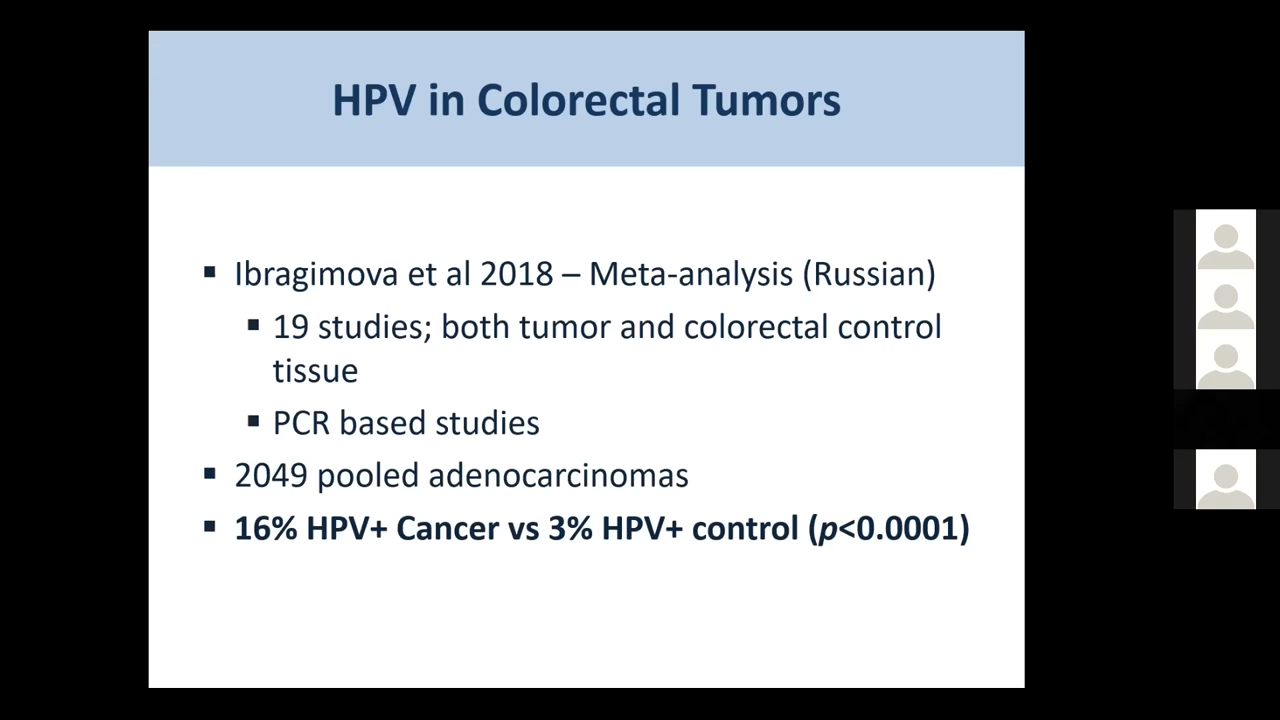 HPV in Colorectal Tumors
▪ Ibragimova et al 2018 – Meta-analysis (Russian)
▪ 19 studies; both tumor and colorectal control
tissue
▪ PCR based studies
▪ 2049 pooled adenocarcinomas
▪ 16% HPV+ Cancer vs 3% HPV+ control (p<0.0001)